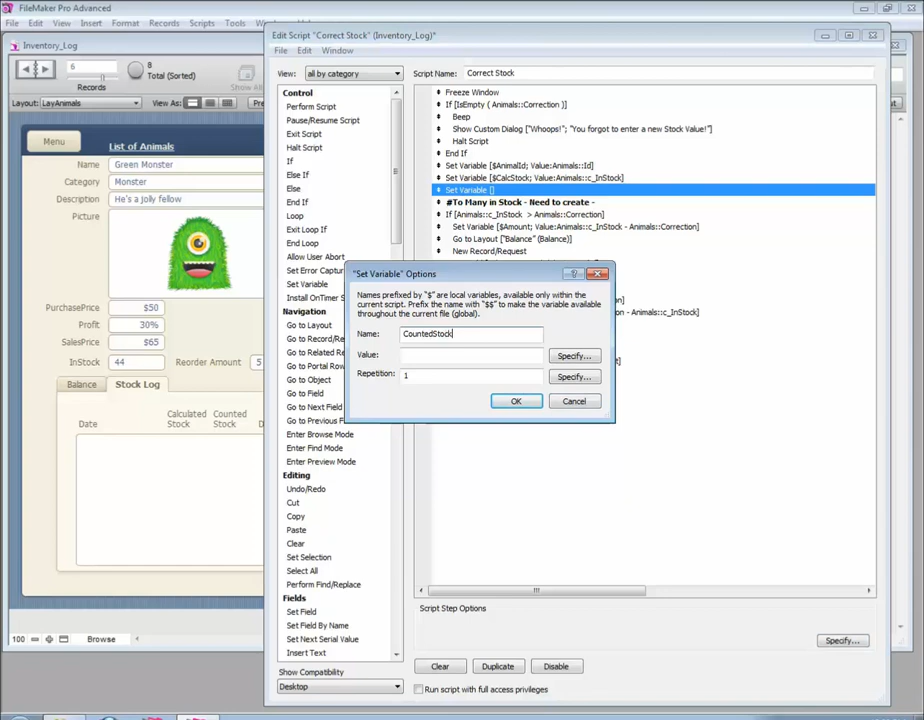 FileMaker Pro Advanced
File Edit View Insert Format Records Scripts Tools
Inventory_Log
6
8
Total (Sorted)
Records
Show All
Layout: LayAnimals
View As:
Menu
List of Animals
Name Green Monster
Category Monster
Description He's a jolly fellow
Picture
PurchasePrice $50
Profit 30%
SalesPrice $65
InStock 44 Reorder Amount 5
Balance Stock Log
Date
Calculated Stock
Counted Stock
100 Browse
Edit Script "Correct Stock" (Inventory_Log)*
File Edit Window
View: all by category
Script Name: Correct Stock
Control
Perform Script
Pause/Resume Script
Exit Script
Halt Script
If
Else If
Else
End If
Loop
Exit Loop If
End Loop
Allow User Abort
Set Error Capture
Set Variable
Install OnTimer S
Navigation
Go to Layout
Go to Record/Re
Go to Related Re
Go to Portal Row
Go to Object
Go to Field
Go to Next Field
Go to Previous F
Enter Browse Mode
Enter Find Mode
Enter Preview Mode
Editing
Undo/Redo
Cut
Copy
Paste
Clear
Set Selection
Select All
Perform Find/Replace
Fields
Set Field
Set Field By Name
Set Next Serial Value
Insert Text
Show Compatibility
Desktop
Freeze Window
If [IsEmpty ( Animals::Correction )]
Beep
Show Custom Dialog ["Whoops!"; "You forgot to enter a new Stock Value!"]
Halt Script
End If
Set Variable [$AnimalId; Value:Animals::Id]
Set Variable [$CalcStock; Value:Animals::c_InStock]
Set Variable []
#To Many in Stock - Need to create -
If [Animals::c_InStock > Animals::Correction]
Set Variable [$Amount; Value:Animals::c_InStock - Animals::Correction]
Go to Layout ["Balance" (Balance)]
New Record/Request
on]
n - Animals::c_InStock]
t]
"Set Variable" Options
Names prefixed by "$" are local variables, available only within the
current script. Prefix the name with "$$" to make the variable available
throughout the current file (global).
Name: CountedStock
Value: Specify...
Repetition: 1 Specify...
OK Cancel
Script Step Options
Specify...
Clear Duplicate Disable
Run script with full access privileges